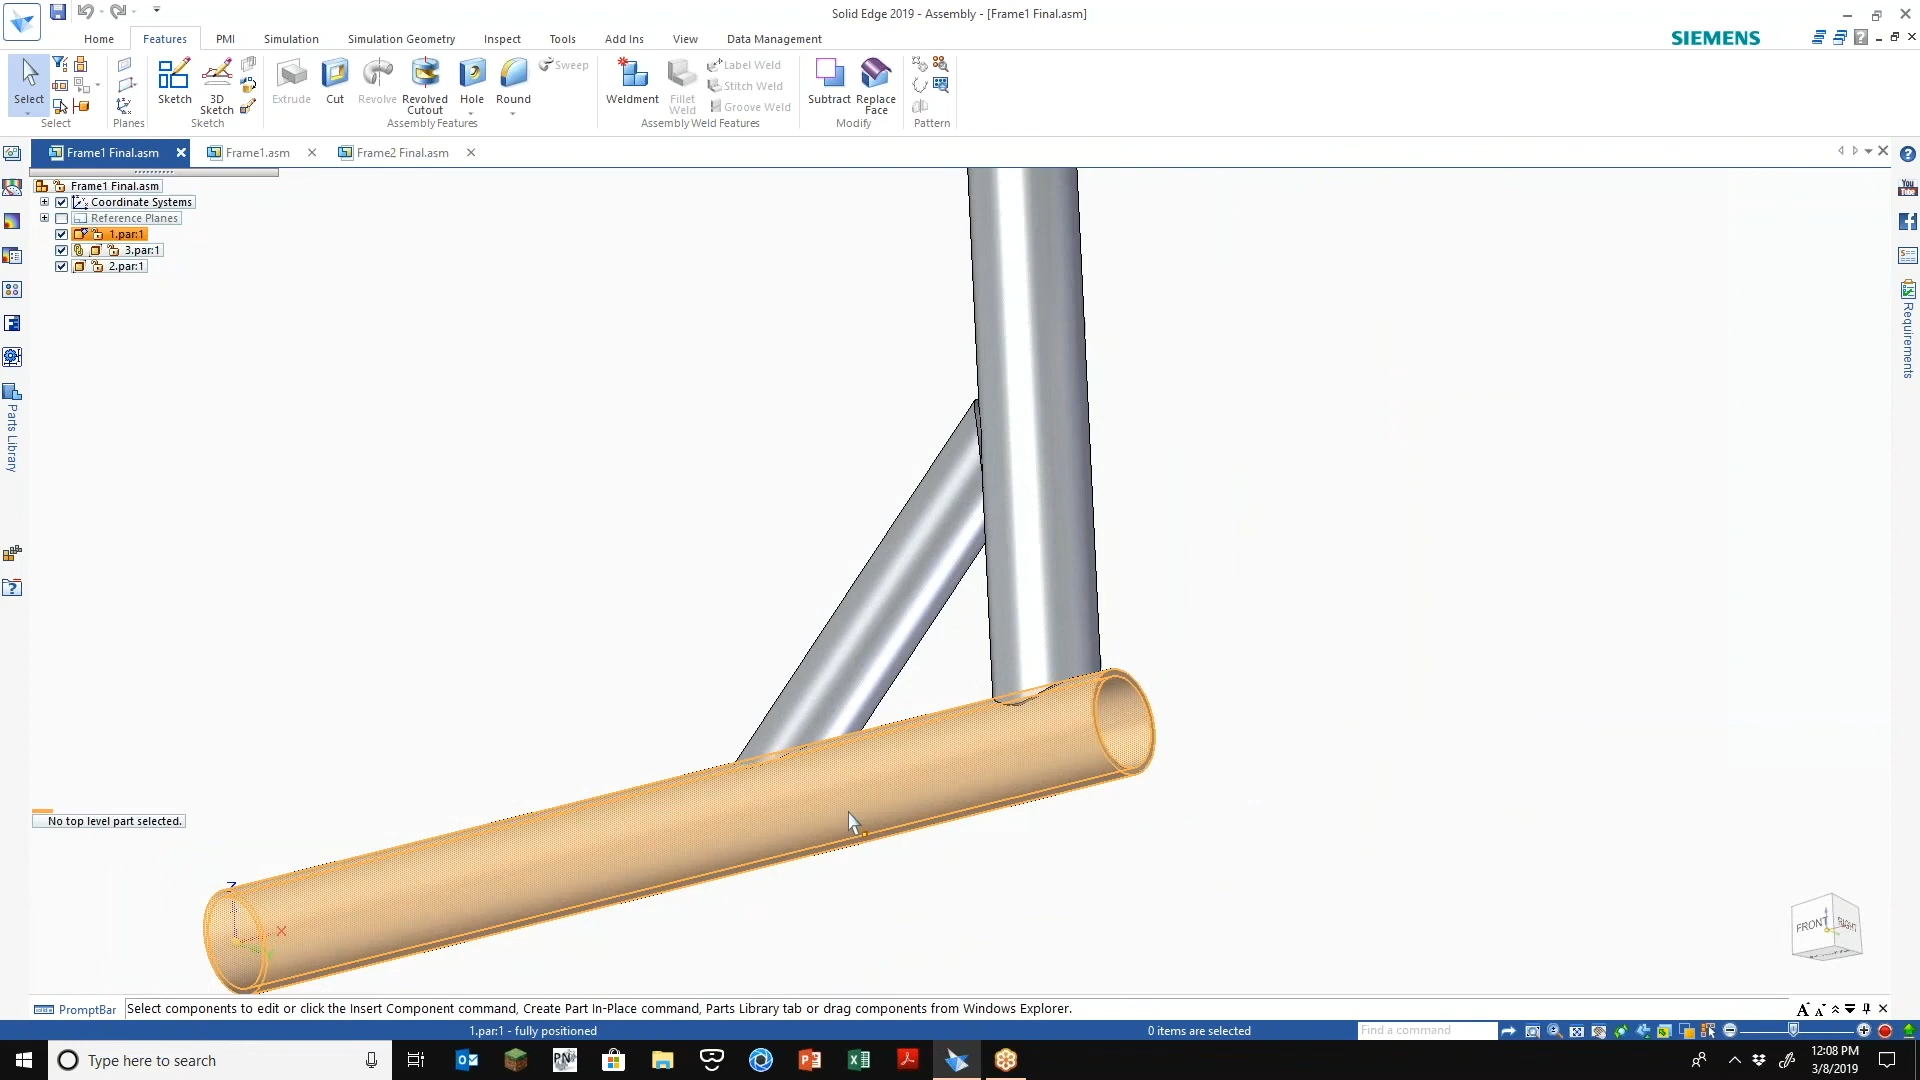 Solid Edge 2019 - Assembly - [Frame1 Final.asm]
Home
Features
PMI
Simulation
Simulation Geometry
Inspect
Tools
Add Ins
View
Data Management
SIEMENS
Select
Sketch
3D Sketch
Extrude
Cut
Revolve
Revolved Cutout
Hole
Round
Sweep
Weldment
Fillet Weld
Label Weld
Stitch Weld
Groove Weld
Subtract
Replace Face
Select
Planes
Sketch
Assembly Features
Assembly Weld Features
Modify
Pattern
Frame1 Final.asm
Frame1.asm
Frame2 Final.asm
You Tube
Frame1 Final.asm
Coordinate Systems
Reference Planes
1.par:1
3.par:1
2.par:1
Parts Library
Requirements
No top level part selected.
Z
X
FRONT
RIGHT
PromptBar
Select components to edit or click the Insert Component command, Create Part In-Place command, Parts Library tab or drag components from Windows Explorer.
1.par:1 - fully positioned
0 items are selected
Find a command
Type here to search
PN
12:08 PM
3/8/2019